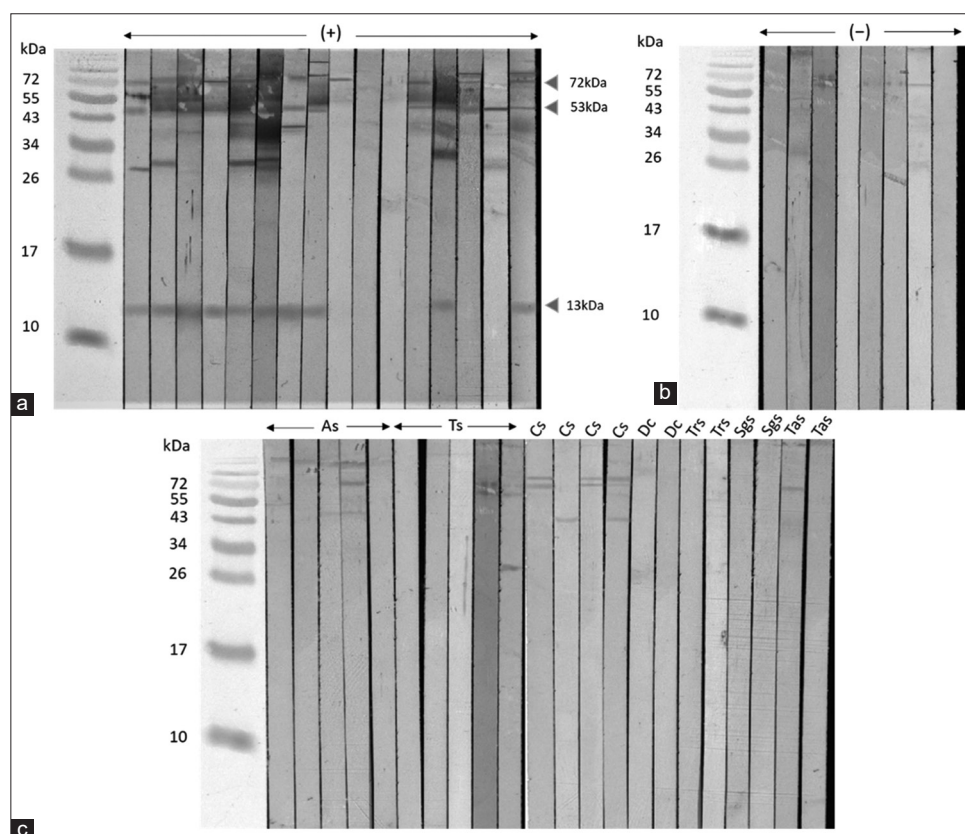 (+)
kDa
72
55
43
34
26
17
10
72kDa
53kDa
13kDa
a
(−)
kDa
72
55
43
34
26
17
10
b
As
Ts
Cs
Cs
Cs
Cs
Dc
Dc
Trs
Trs
Sgs
Sgs
Tas
Tas
kDa
72
55
43
34
26
17
10
c